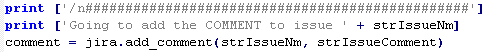 print ['/n################################################']
print ['Going to add the COMMENT to issue ' + strIssueNm]
comment = jira.add_comment(strIssueNm, strIssueComment)